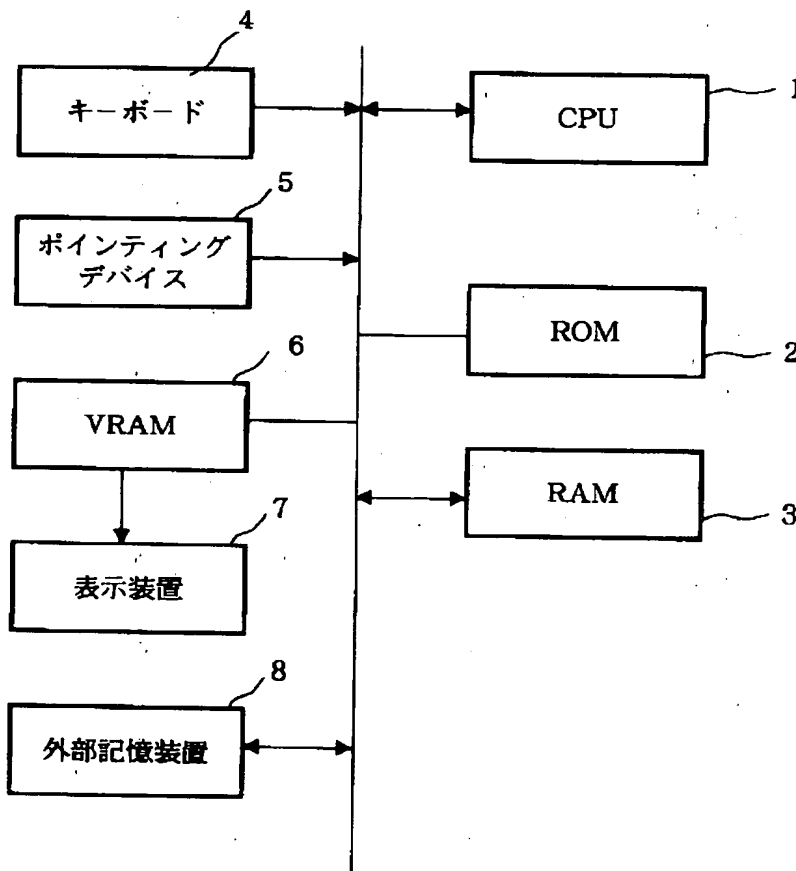 4
キーボード
1
CPU
5
ポインティング
デバイス
ROM
2
6
VRAM
RAM
3
7
表示装置
8
外部記憶装置